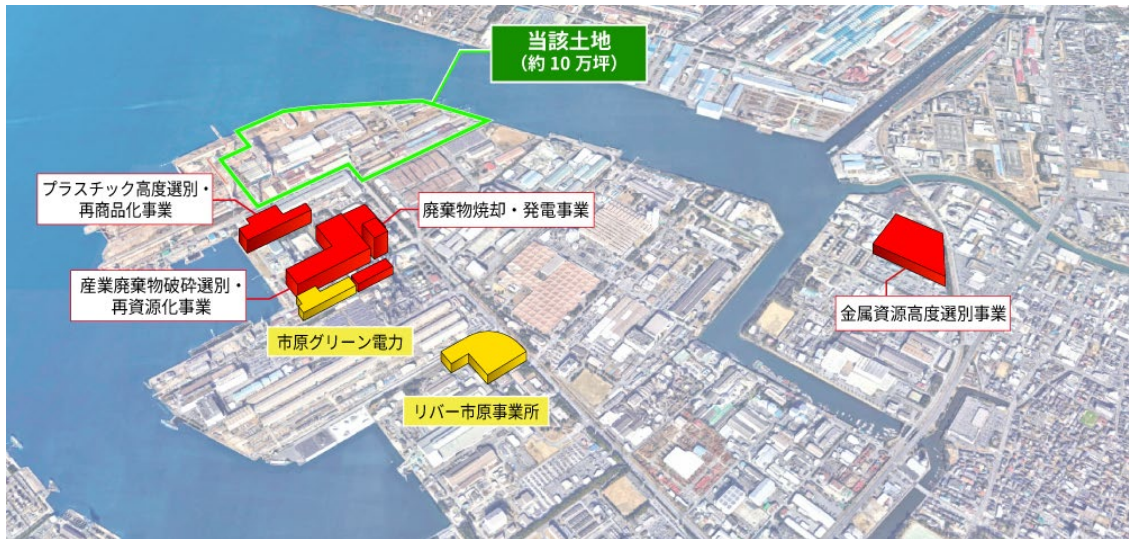 当該土地
（約 10 万坪）
プラスチック高度選別・
再商品化事業
廃棄物焼却・発電事業
産業廃棄物破砕選別・
再資源化事業
金属資源高度選別事業
市原グリーン電力
リバー市原事業所